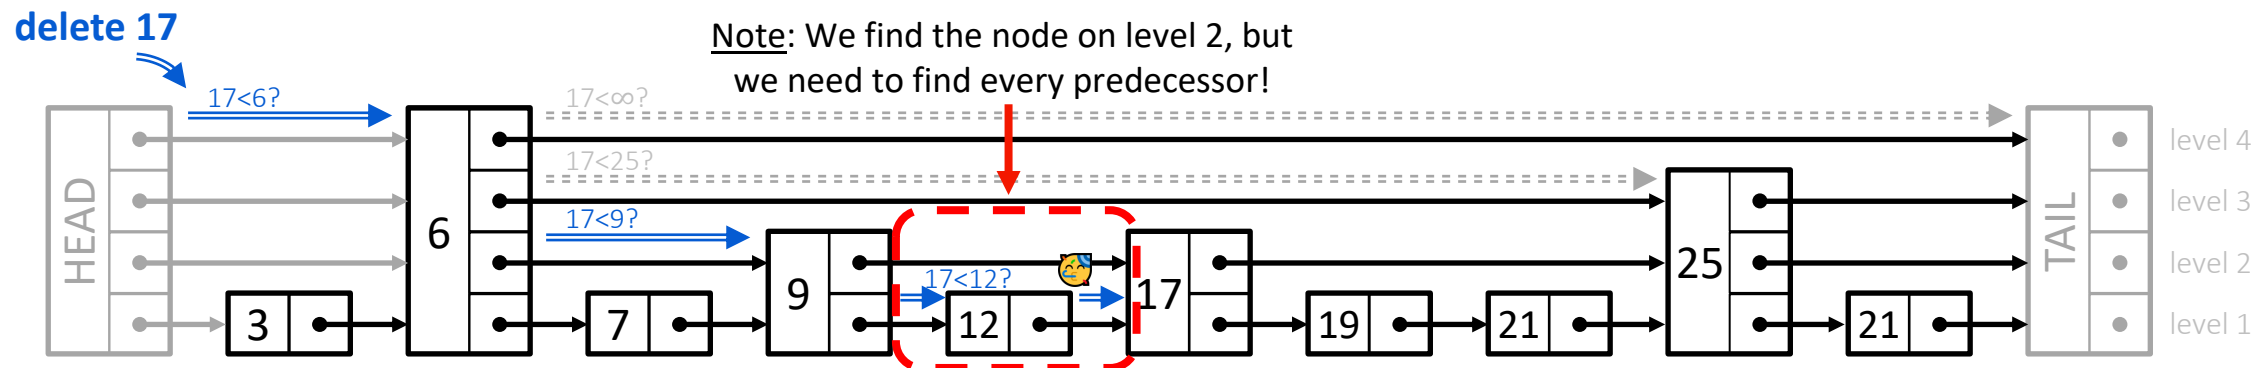 delete 17
Note: We find the node on level 2, but
we need to find every predecessor!
17<6?
17<∞?
17<25?
17<9?
17<12?
HEAD
3
6
7
9
12
17
19
21
25
21
TAIL
level 4
level 3
level 2
level 1